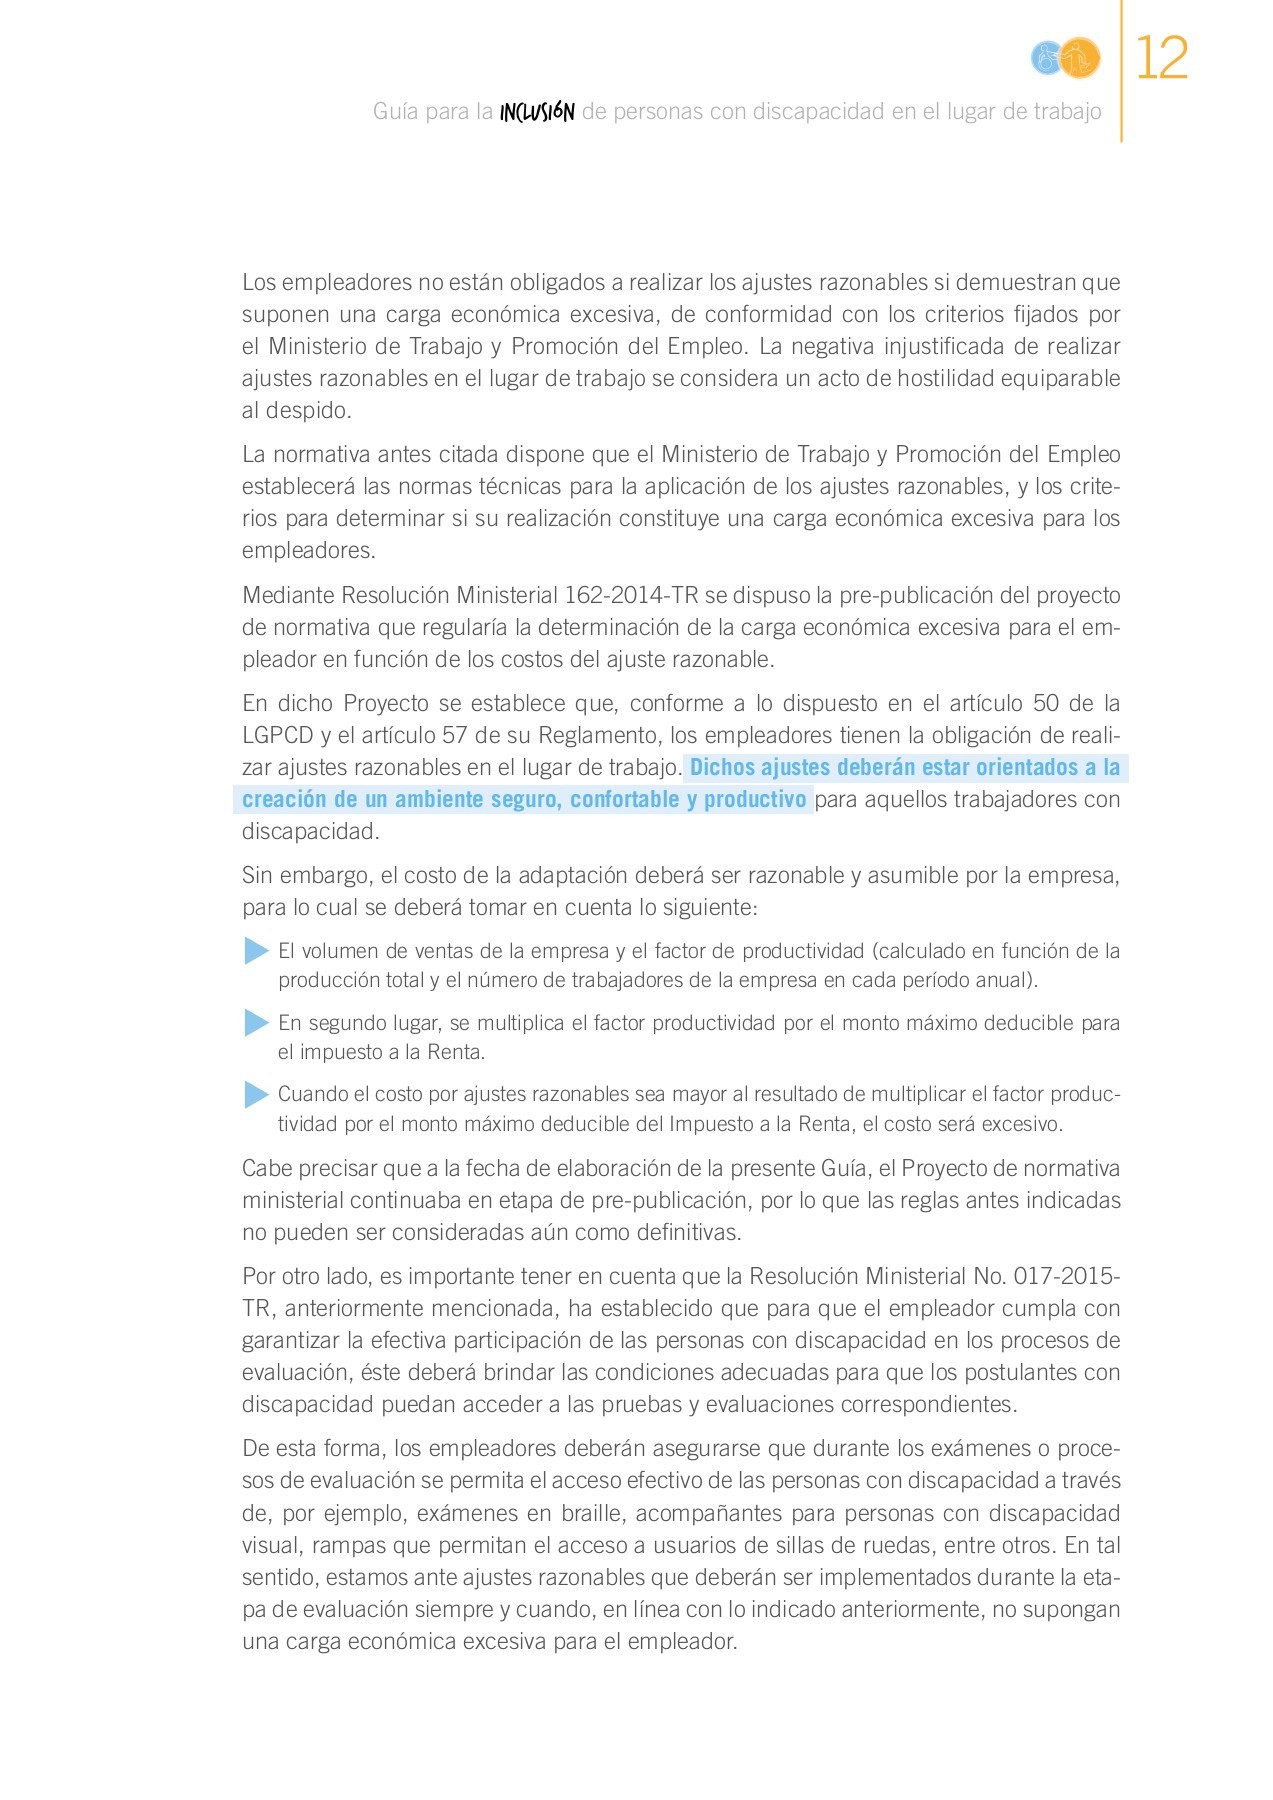 12
Guía para la INCLUSIÓN de personas con discapacidad en el lugar de trabajo
Los empleadores no están obligados a realizar los ajustes razonables si demuestran que
suponen una carga económica excesiva, de conformidad con los criterios fijados por
el Ministerio de Trabajo y Promoción del Empleo. La negativa injustificada de realizar
ajustes razonables en el lugar de trabajo se considera un acto de hostilidad equiparable
al despido.
La normativa antes citada dispone que el Ministerio de Trabajo y Promoción del Empleo
establecerá las normas técnicas para la aplicación de los ajustes razonables, y los crite-
rios para determinar si su realización constituye una carga económica excesiva para los
empleadores.
Mediante Resolución Ministerial 162-2014-TR se dispuso la pre-publicación del proyecto
de normativa que regularía la determinación de la carga económica excesiva para el em-
pleador en función de los costos del ajuste razonable.
En dicho Proyecto se establece que, conforme a lo dispuesto en el artículo 50 de la
LGPCD y el artículo 57 de su Reglamento, los empleadores tienen la obligación de reali-
zar ajustes razonables en el lugar de trabajo. Dichos ajustes deberán estar orientados a la
creación de un ambiente seguro, confortable y productivo para aquellos trabajadores con
discapacidad.
Sin embargo, el costo de la adaptación deberá ser razonable y asumible por la empresa,
para lo cual se deberá tomar en cuenta lo siguiente:
El volumen de ventas de la empresa y el factor de productividad (calculado en función de la
producción total y el número de trabajadores de la empresa en cada período anual).
En segundo lugar, se multiplica el factor productividad por el monto máximo deducible para
el impuesto a la Renta.
Cuando el costo por ajustes razonables sea mayor al resultado de multiplicar el factor produc-
tividad por el monto máximo deducible del Impuesto a la Renta, el costo será excesivo.
Cabe precisar que a la fecha de elaboración de la presente Guía, el Proyecto de normativa
ministerial continuaba en etapa de pre-publicación, por lo que las reglas antes indicadas
no pueden ser consideradas aún como definitivas.
Por otro lado, es importante tener en cuenta que la Resolución Ministerial No. 017-2015-
TR, anteriormente mencionada, ha establecido que para que el empleador cumpla con
garantizar la efectiva participación de las personas con discapacidad en los procesos de
evaluación, éste deberá brindar las condiciones adecuadas para que los postulantes con
discapacidad puedan acceder a las pruebas y evaluaciones correspondientes.
De esta forma, los empleadores deberán asegurarse que durante los exámenes o proce-
sos de evaluación se permita el acceso efectivo de las personas con discapacidad a través
de, por ejemplo, exámenes en braille, acompañantes para personas con discapacidad
visual, rampas que permitan el acceso a usuarios de sillas de ruedas, entre otros. En tal
sentido, estamos ante ajustes razonables que deberán ser implementados durante la eta-
pa de evaluación siempre y cuando, en línea con lo indicado anteriormente, no supongan
una carga económica excesiva para el empleador.